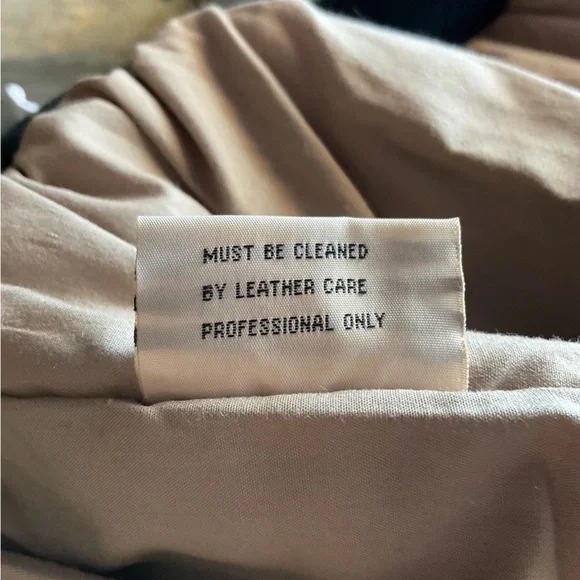 MUST BE CLEANED
BY LEATHER CARE
PROFESSIONAL ONLY